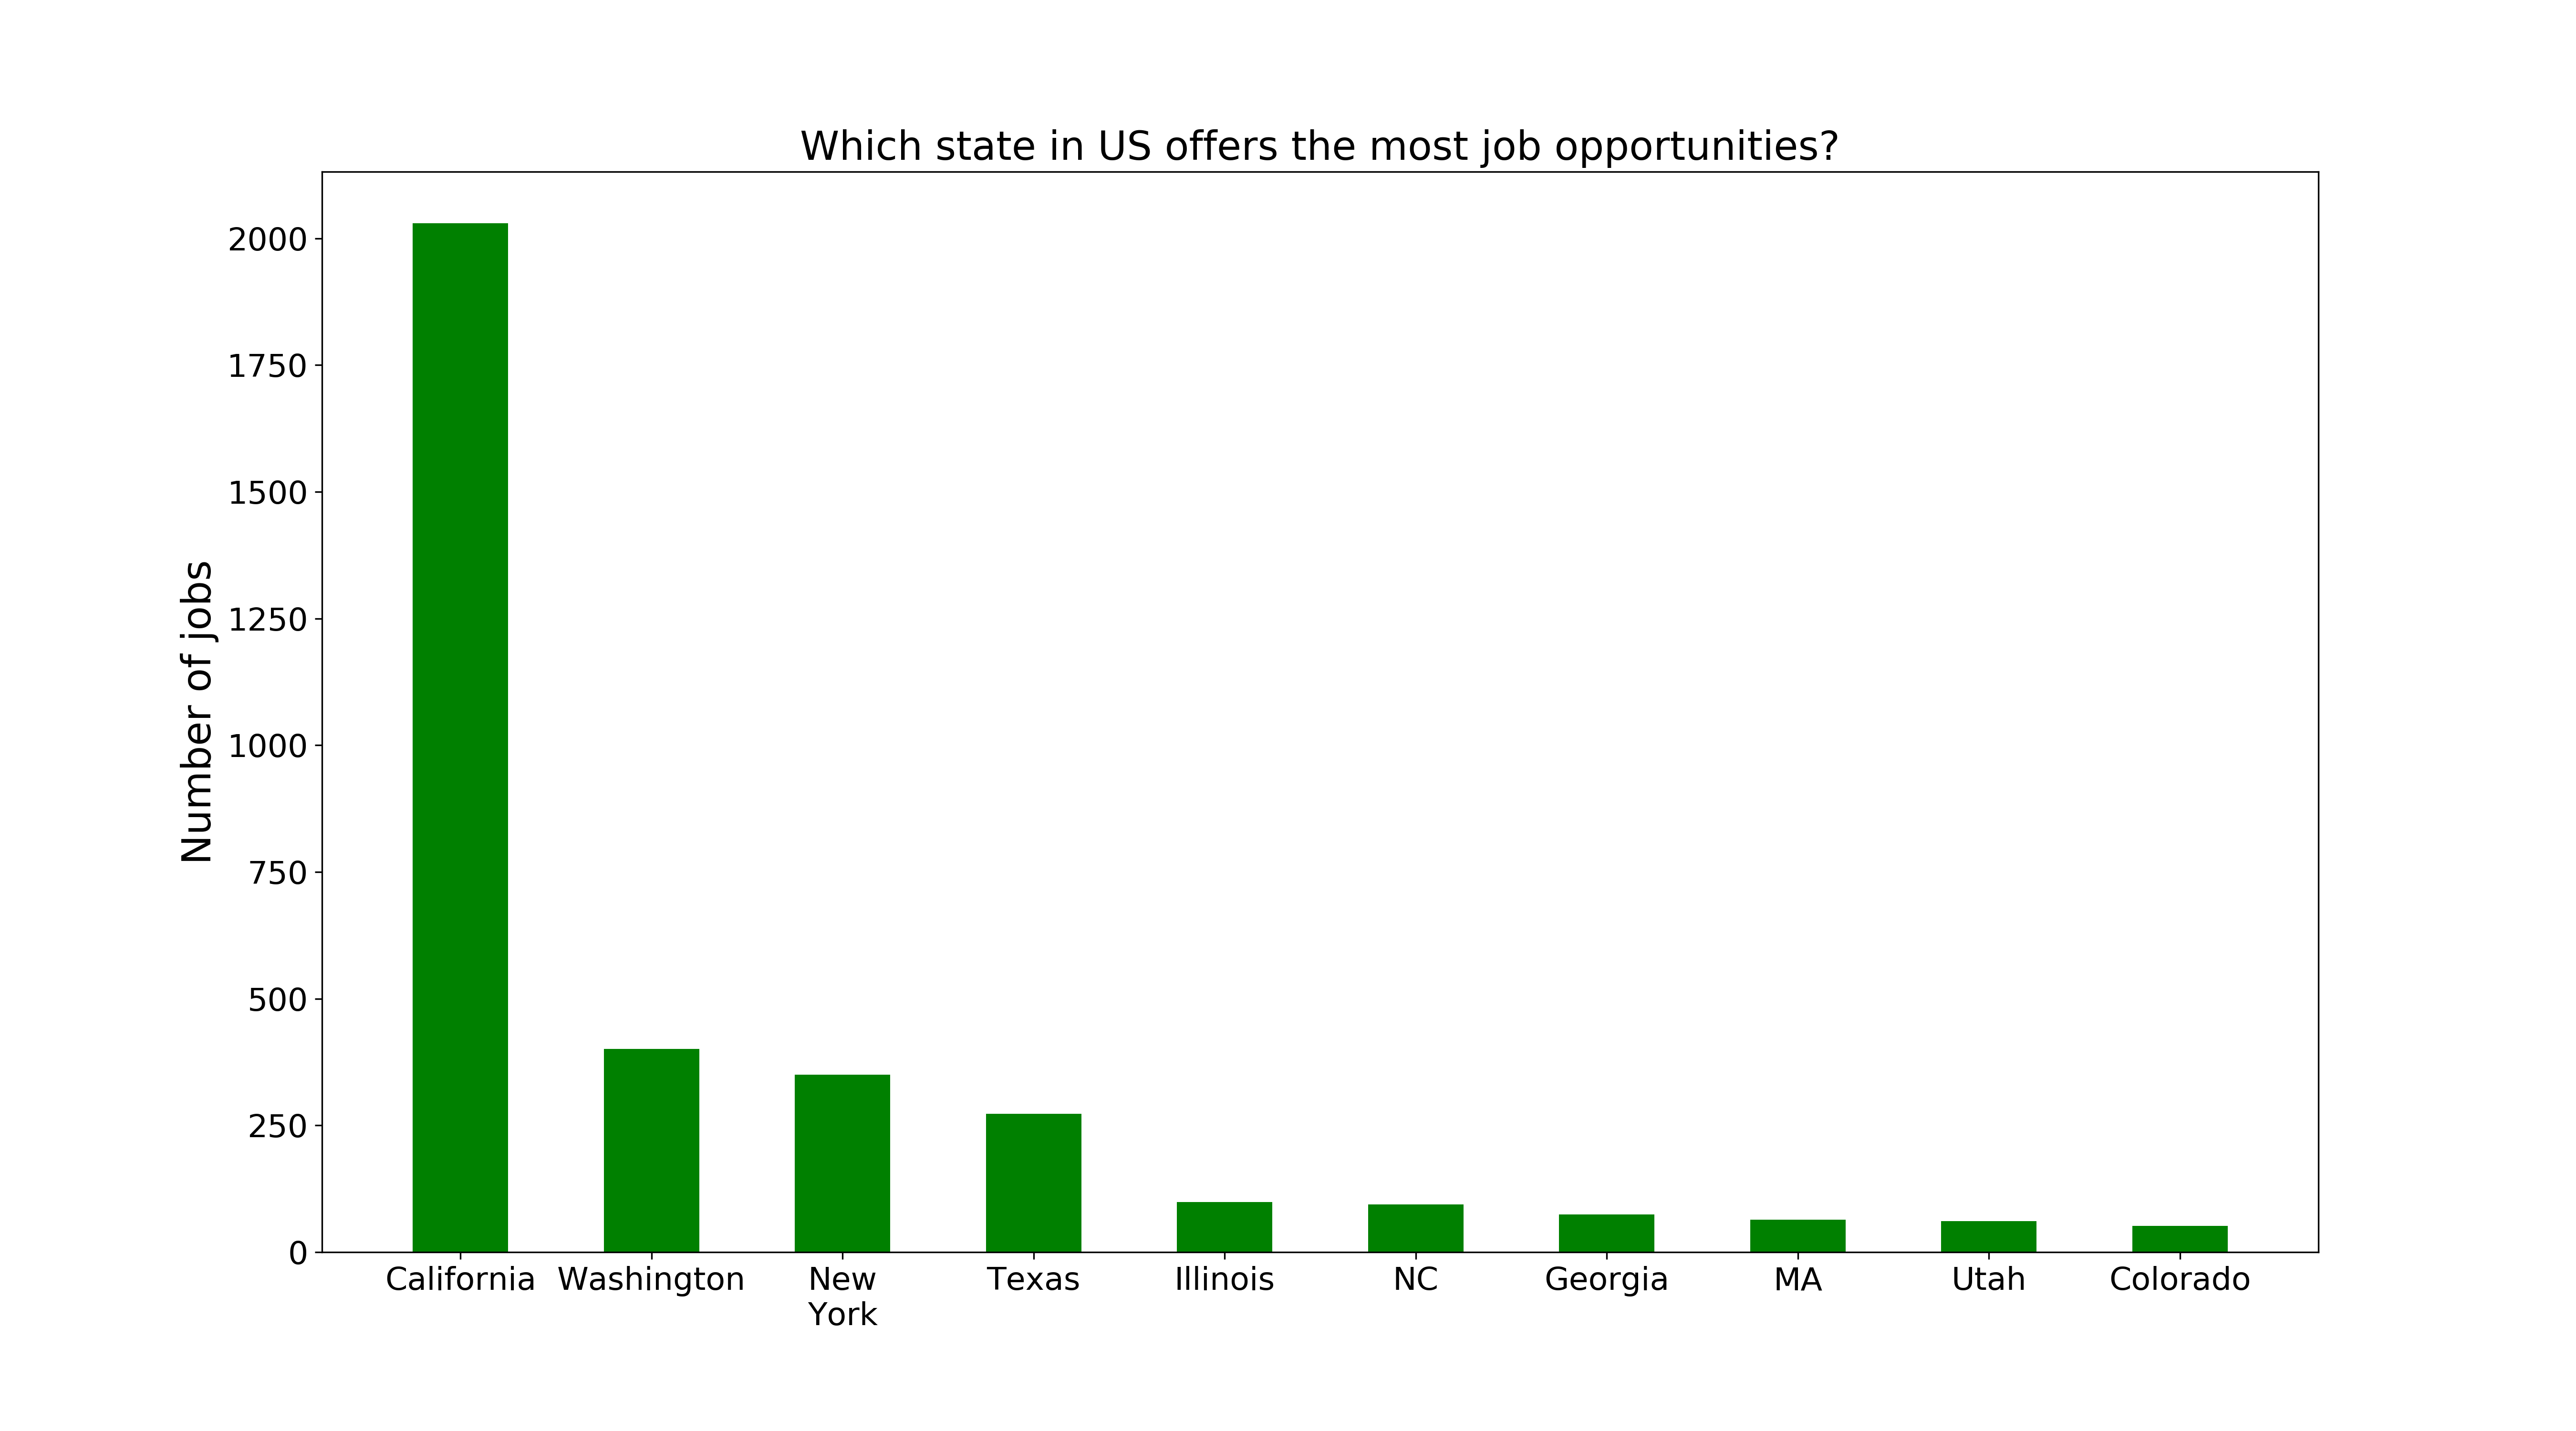 Which state in US offers the most job opportunities?
Number of jobs
2000
1750
1500
1250
1000
750
500
250
0
California
Washington
New
York
Texas
Illinois
NC
Georgia
MA
Utah
Colorado